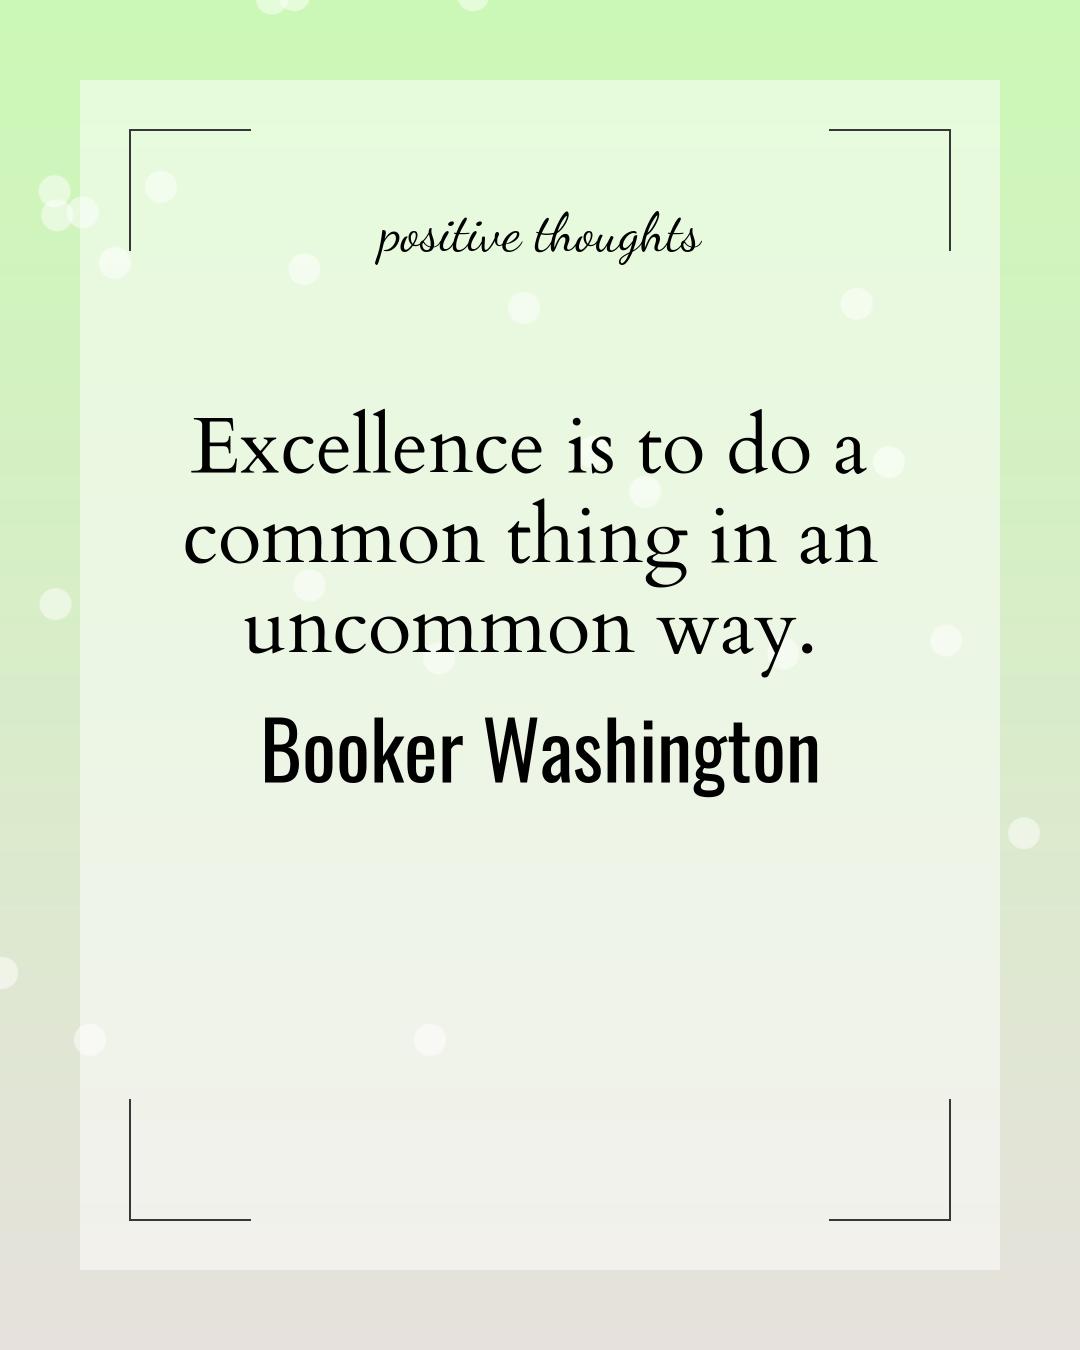 positive thoughts
Excellence is to do a
common thing in an
uncommon way.
Booker Washington